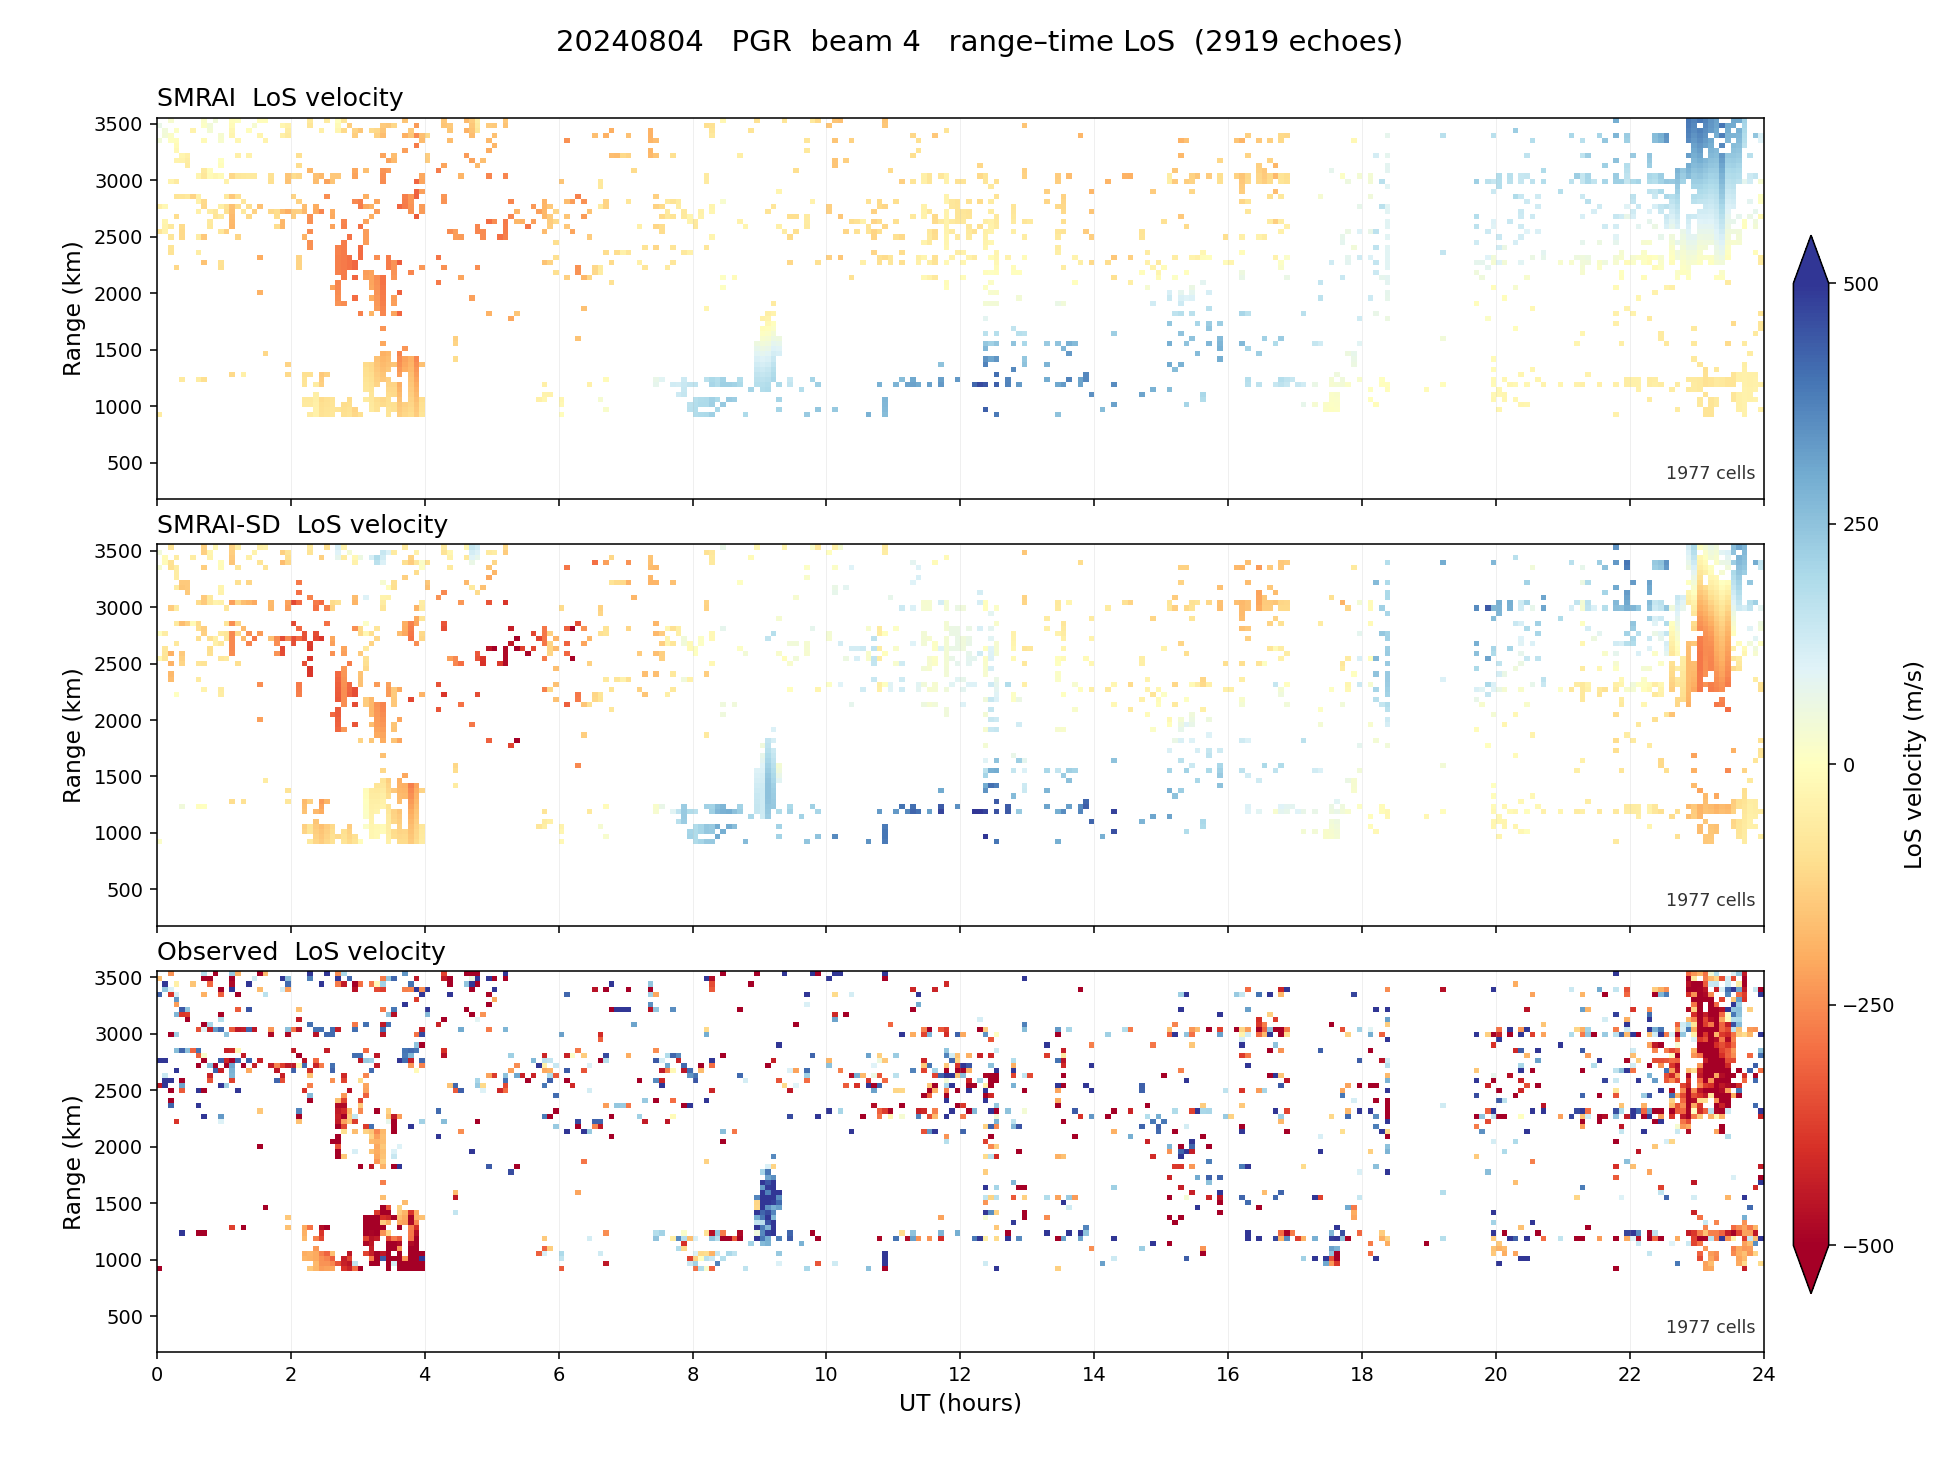 20240804   PGR  beam 4   range–time LoS  (2919 echoes)
SMRAI  LoS velocity
3500
3000
2500
2000
1500
1000
500
Range (km)
1977 cells
SMRAI-SD  LoS velocity
3500
3000
2500
2000
1500
1000
500
Range (km)
1977 cells
Observed  LoS velocity
3500
3000
2500
2000
1500
1000
500
Range (km)
1977 cells
0 2 4 6 8 10 12 14 16 18 20 22 24
UT (hours)
500
250
0
−250
−500
LoS velocity (m/s)